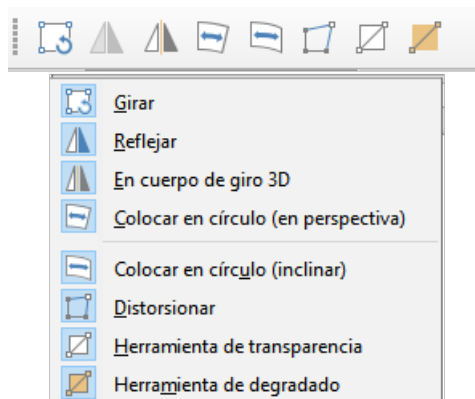 Girar
Reflejar
En cuerpo de giro 3D
Colocar en círculo (en perspectiva)
Colocar en círculo (inclinar)
Distorsionar
Herramienta de transparencia
Herramienta de degradado